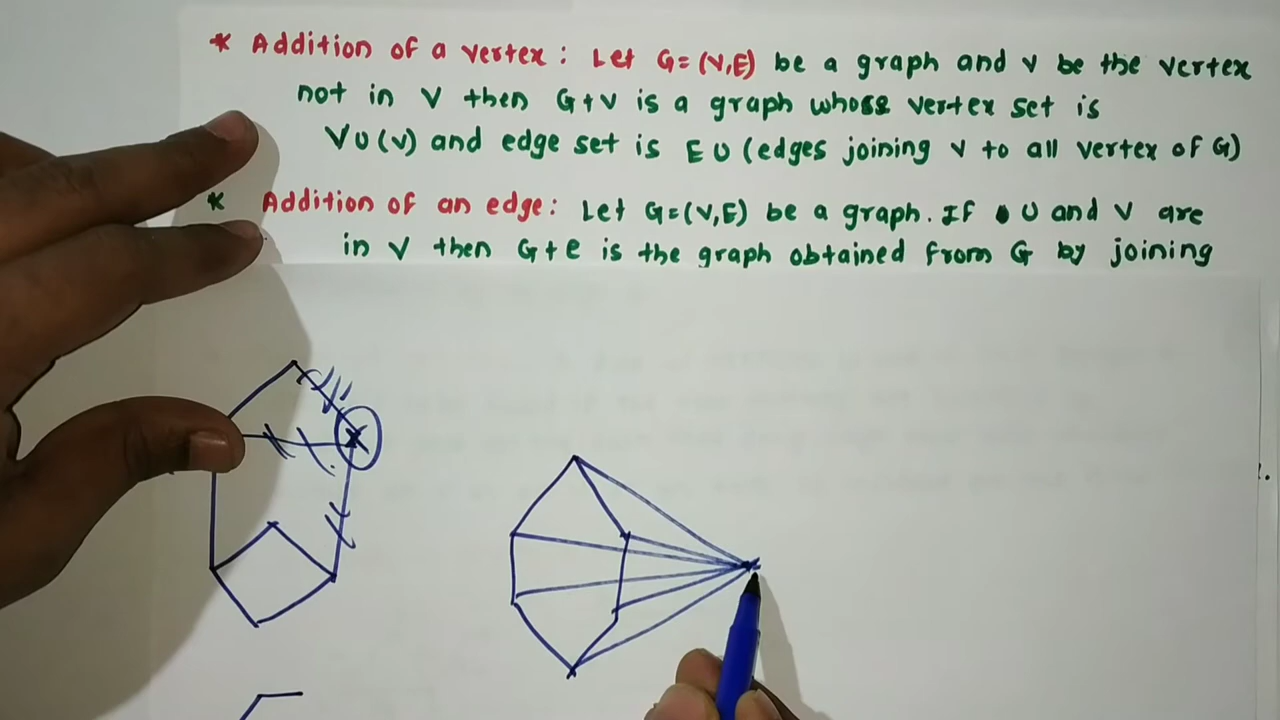 * Addition of a vertex: Let G=(V,E) be a graph and v be the vertex
not in V then G+v is a graph whose vertex set is
VU(v) and edge set is EU(edges joining v to all vertex of G)
* Addition of an edge: Let G=(V,E) be a graph. If U and V are
in V then G+e is the graph obtained from G by joining